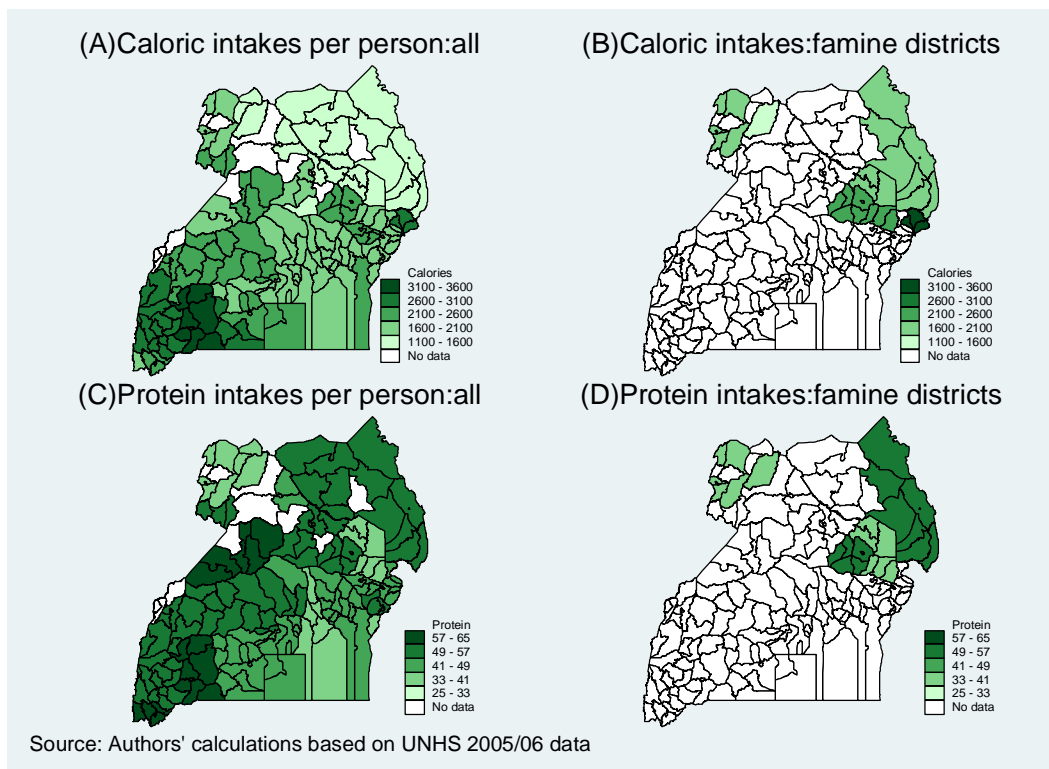 (A)Caloric intakes per person:all
(B)Caloric intakes:famine districts
Calories
3100 - 3600
2600 - 3100
2100 - 2600
1600 - 2100
1100 - 1600
No data
Calories
3100 - 3600
2600 - 3100
2100 - 2600
1600 - 2100
1100 - 1600
No data
(C)Protein intakes per person:all
(D)Protein intakes:famine districts
Protein
57 - 65
49 - 57
41 - 49
33 - 41
25 - 33
No data
Protein
57 - 65
49 - 57
41 - 49
33 - 41
25 - 33
No data
Source: Authors' calculations based on UNHS 2005/06 data